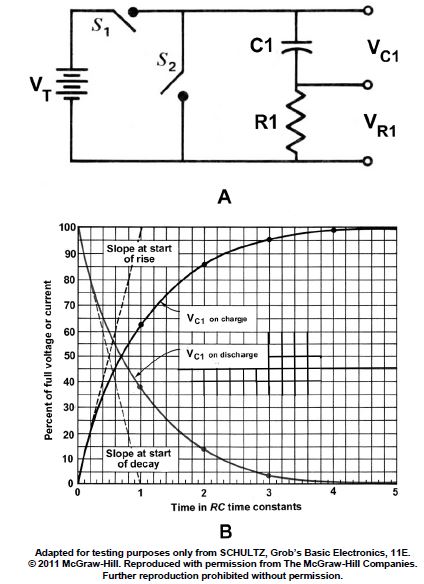 S1
S2
VT
C1
VC1
R1
VR1
A
Percent of full voltage or current
100
90
80
70
60
50
40
30
20
10
0
Slope at start
of rise
VC1 on charge
VC1 on discharge
Slope at start
of decay
0 1 2 3 4 5
Time in RC time constants
B
Adapted for testing purposes only from SCHULTZ, Grob's Basic Electronics, 11E.
© 2011 McGraw-Hill. Reproduced with permission from The McGraw-Hill Companies.
Further reproduction prohibited without permission.